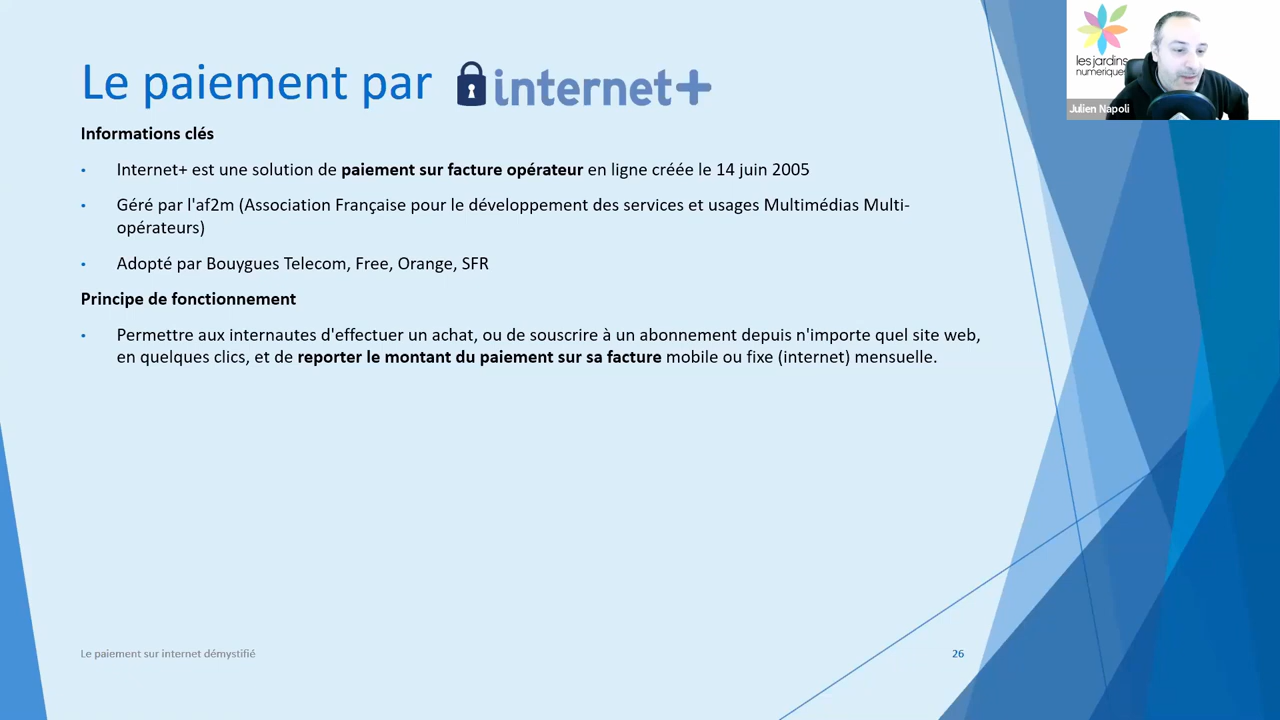 les jardins
numeriques
Julien Napoli
Le paiement par internet+
Informations clés
• Internet+ est une solution de paiement sur facture opérateur en ligne créée le 14 juin 2005
• Géré par l'af2m (Association Française pour le développement des services et usages Multimédias Multi-
opérateurs)
• Adopté par Bouygues Telecom, Free, Orange, SFR
Principe de fonctionnement
• Permettre aux internautes d'effectuer un achat, ou de souscrire à un abonnement depuis n'importe quel site web,
en quelques clics, et de reporter le montant du paiement sur sa facture mobile ou fixe (internet) mensuelle.
Le paiement sur internet démystifié
26